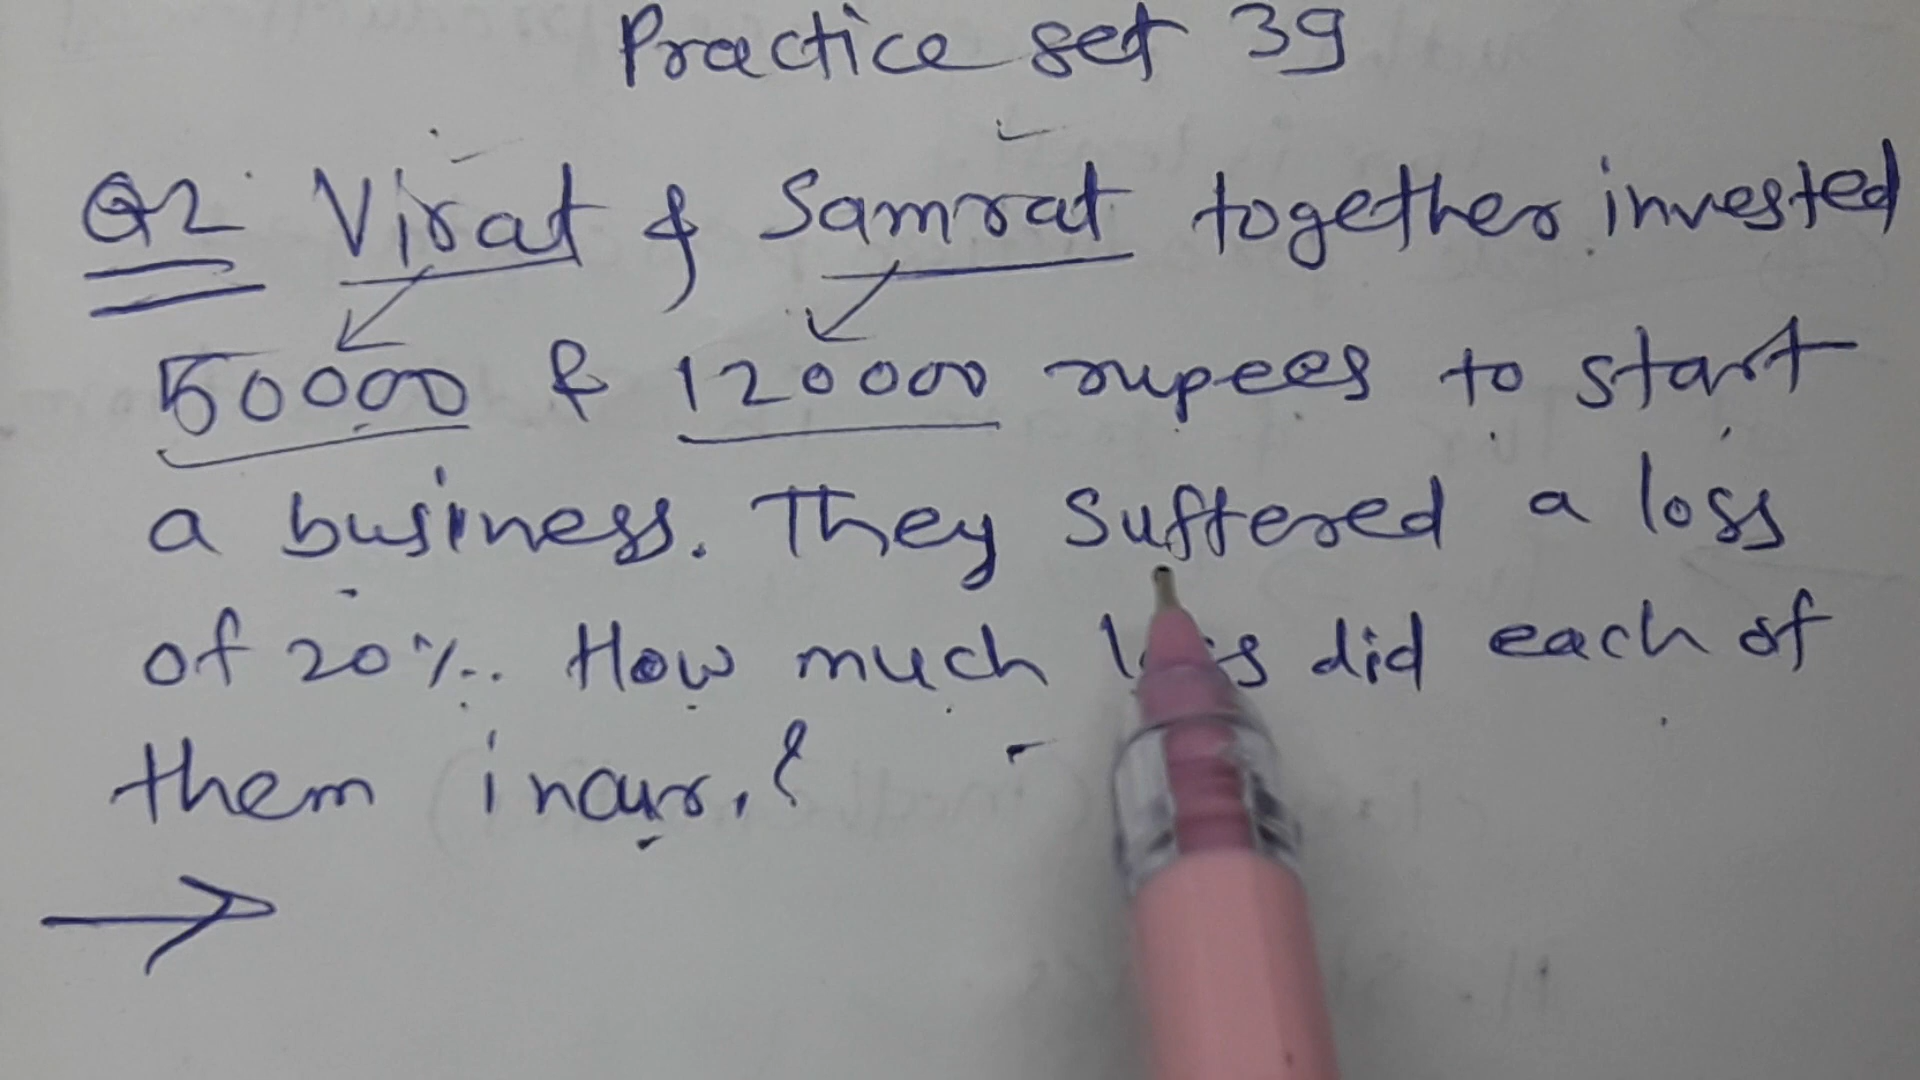 Practice set 39
Q2 Virat & Samrat together invested
50000 & 120000 rupees to start
a business. They suffered a loss
of 20%. How much loss did each of
them incur.?